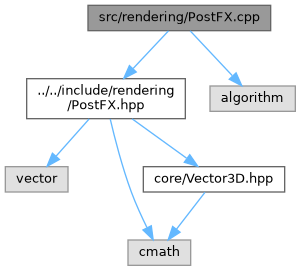 src/rendering/PostFX.cpp
../../include/rendering
/PostFX.hpp
algorithm
vector
core/Vector3D.hpp
cmath